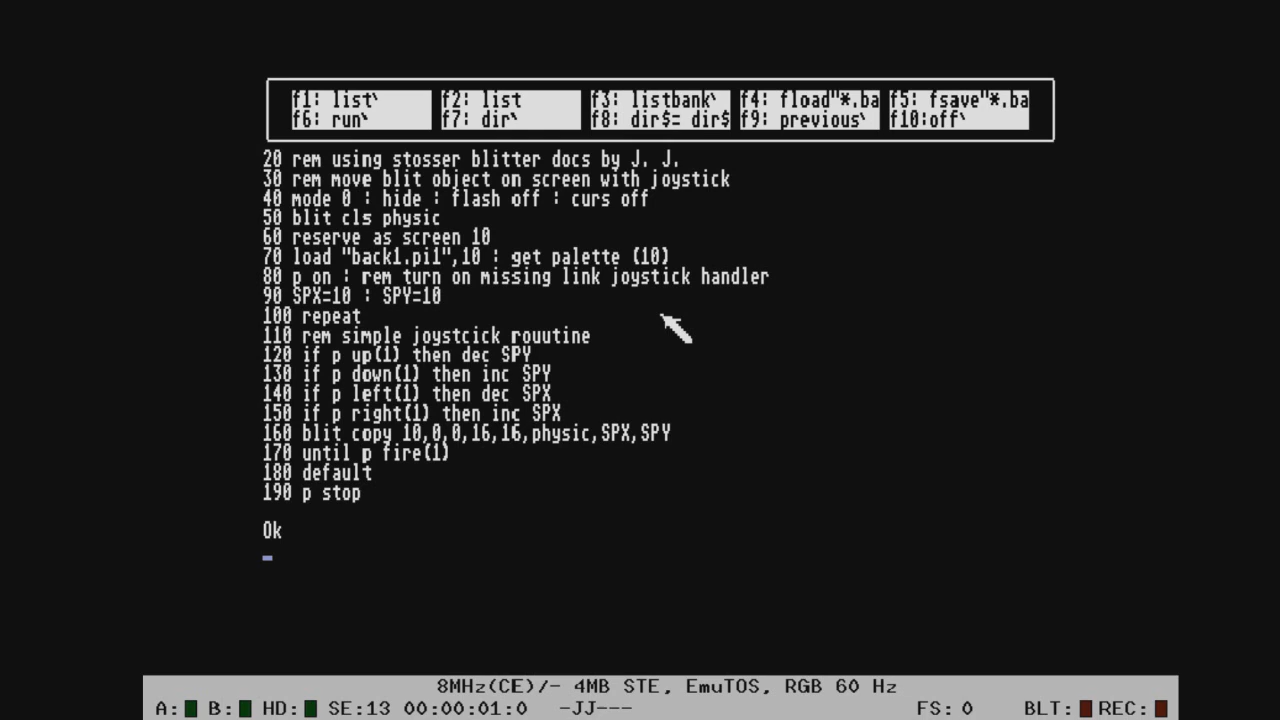 f1: list` f2: list f3: listbank` f4: fload"*.ba f5: fsave"*.ba
f6: run` f7: dir` f8: dir$= dir$ f9: previous` f10:off`
20 rem using stosser blitter docs by J. J.
30 rem move blit object on screen with joystick
40 mode 0 : hide : flash off : curs off
50 blit cls physic
60 reserve as screen 10
70 load "back1.pi1",10 : get palette (10)
80 p on : rem turn on missing link joystick handler
90 SPX=10 : SPY=10
100 repeat
110 rem simple joystcick rouutine
120 if p up(1) then dec SPY
130 if p down(1) then inc SPY
140 if p left(1) then dec SPX
150 if p right(1) then inc SPX
160 blit copy 10,0,0,16,16,physic,SPX,SPY
170 until p fire(1)
180 default
190 p stop
Ok
8MHz(CE)/- 4MB STE, EmuTOS, RGB 60 Hz
A: B: HD: SE:13 00:00:01:0 -JJ--- FS: 0 BLT: REC: